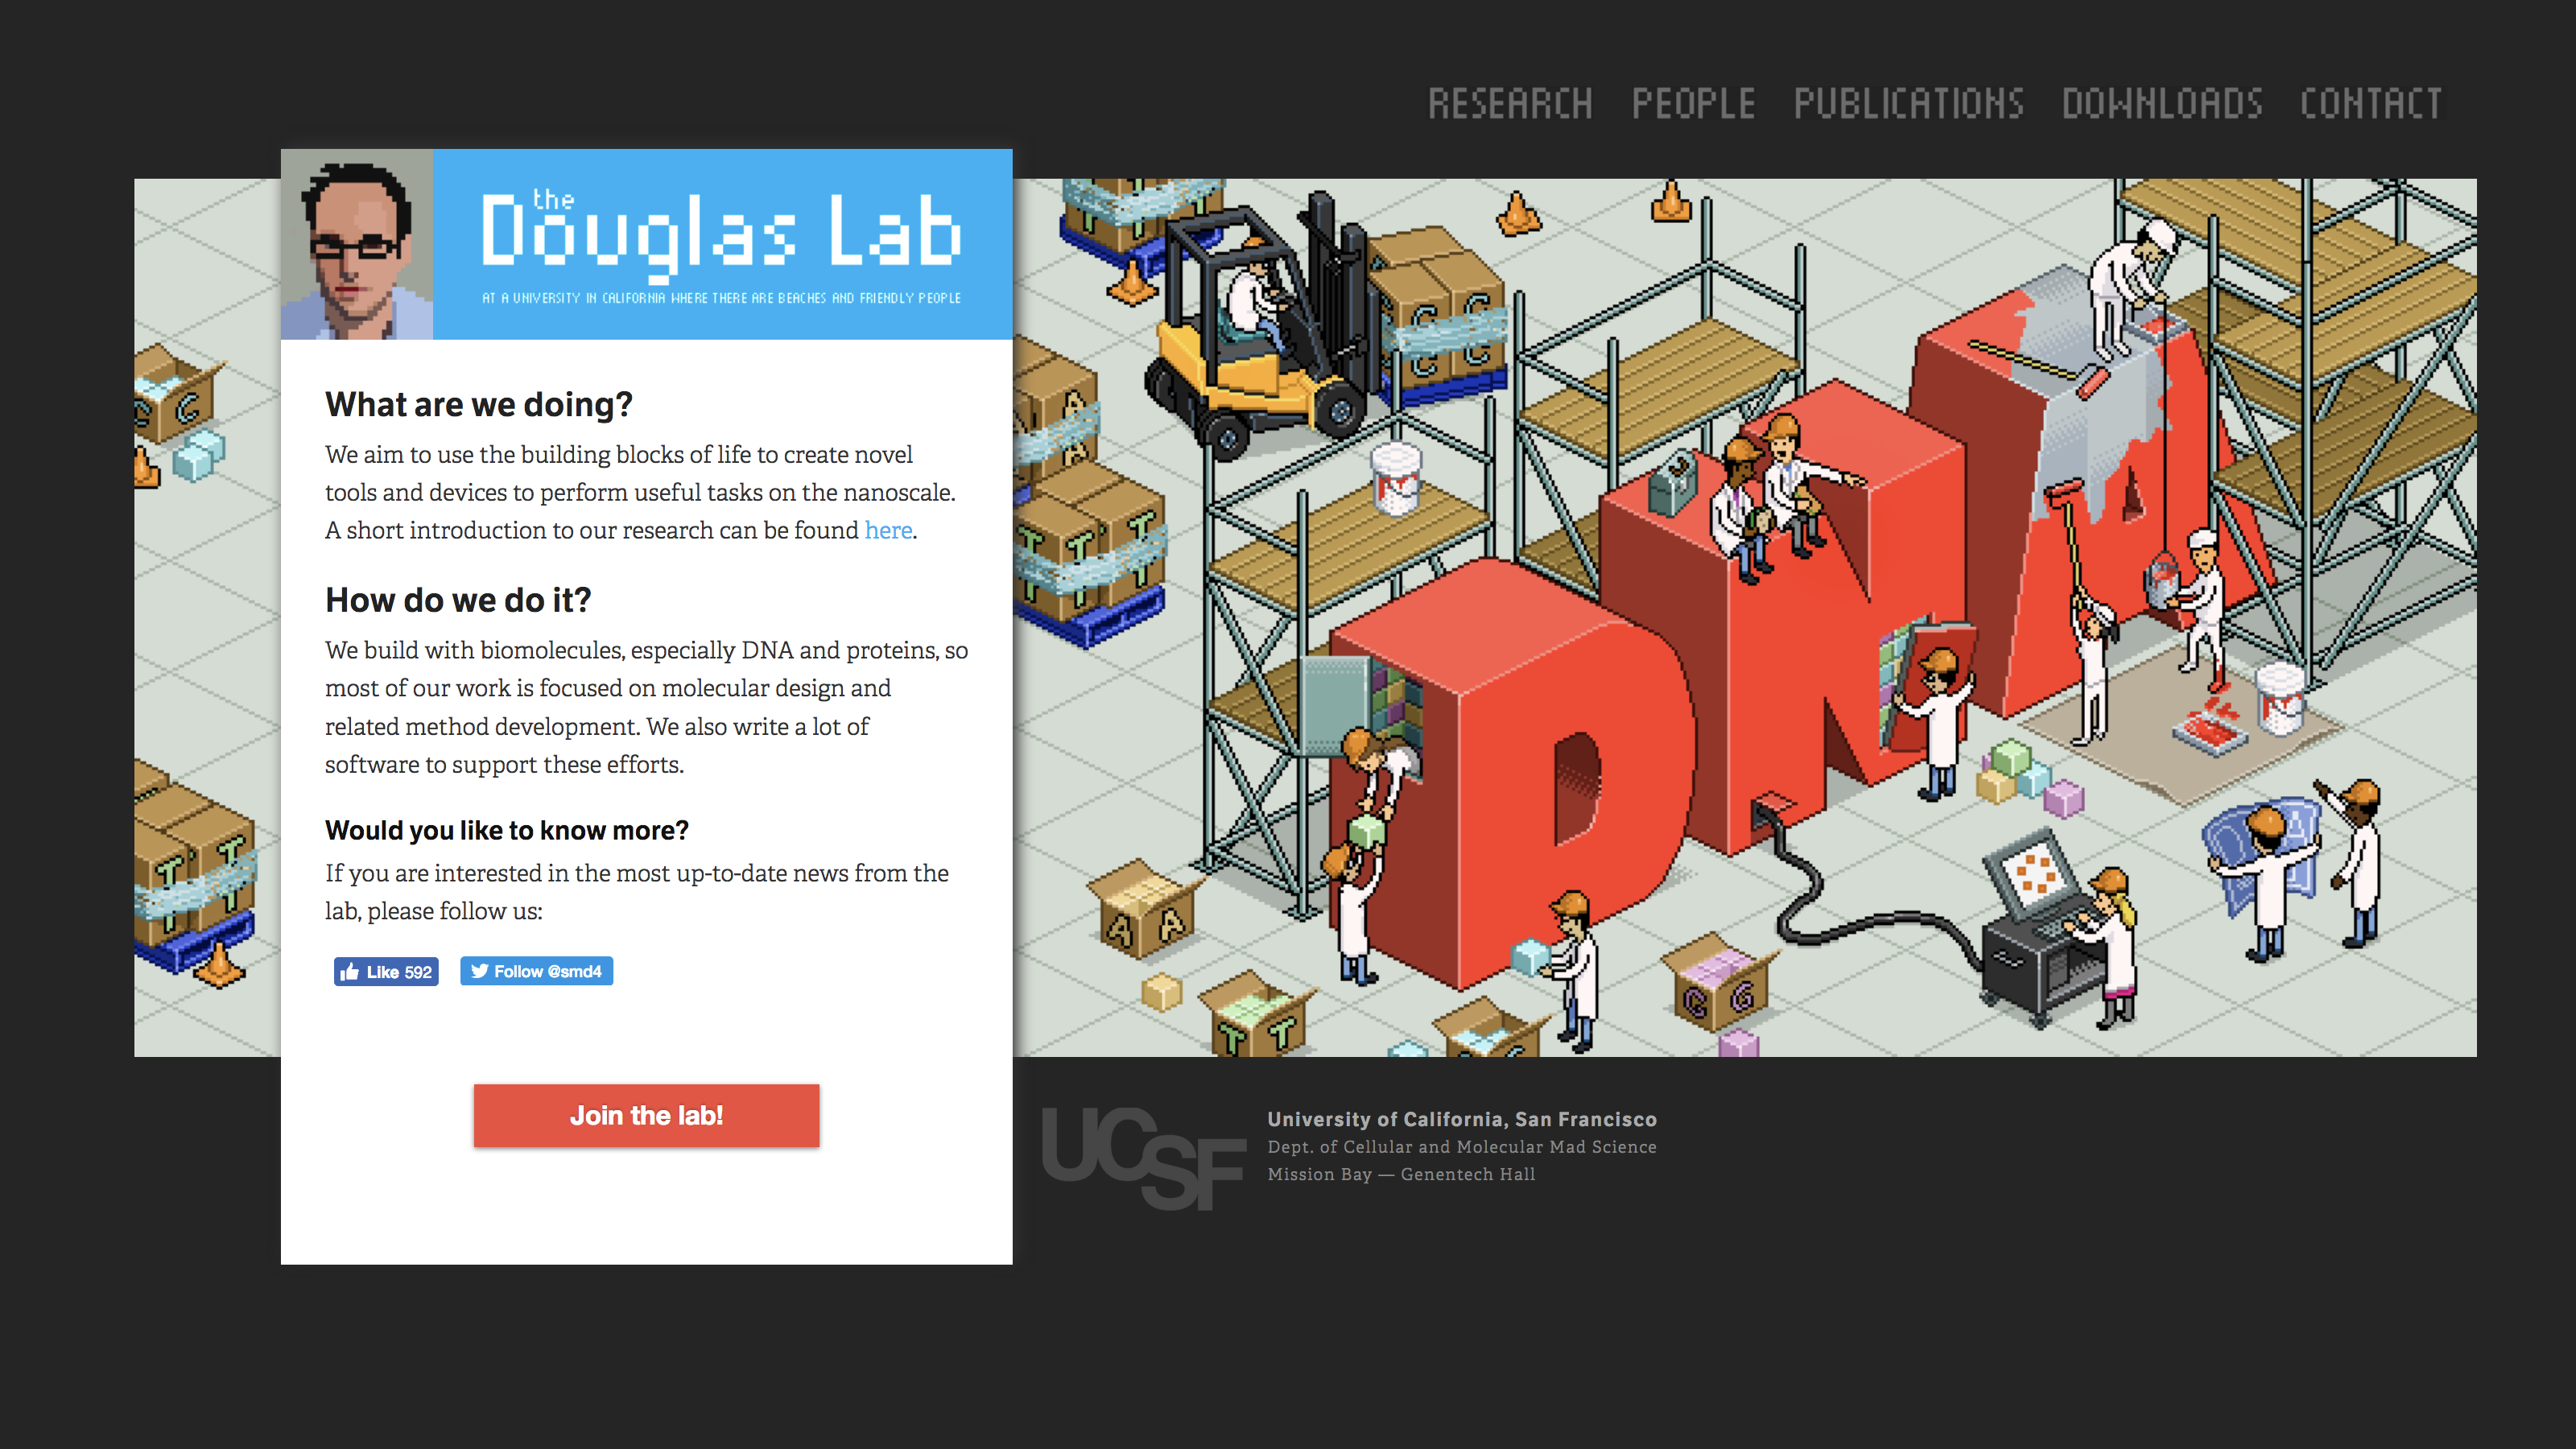 RESEARCH PEOPLE PUBLICATIONS DOWNLOADS CONTACT
the
Douglas Lab
AT A UNIVERSITY IN CALIFORNIA WHERE THERE ARE BEACHES AND FRIENDLY PEOPLE
What are we doing?
We aim to use the building blocks of life to create novel
tools and devices to perform useful tasks on the nanoscale.
A short introduction to our research can be found here.
How do we do it?
We build with biomolecules, especially DNA and proteins, so
most of our work is focused on molecular design and
related method development. We also write a lot of
software to support these efforts.
Would you like to know more?
If you are interested in the most up-to-date news from the
lab, please follow us:
Like 592 Follow @smd4
Join the lab!
C C
T T
C C
C C
A
A
T T T
DNA
A A
T T
G G
UCSF
University of California, San Francisco
Dept. of Cellular and Molecular Mad Science
Mission Bay — Genentech Hall